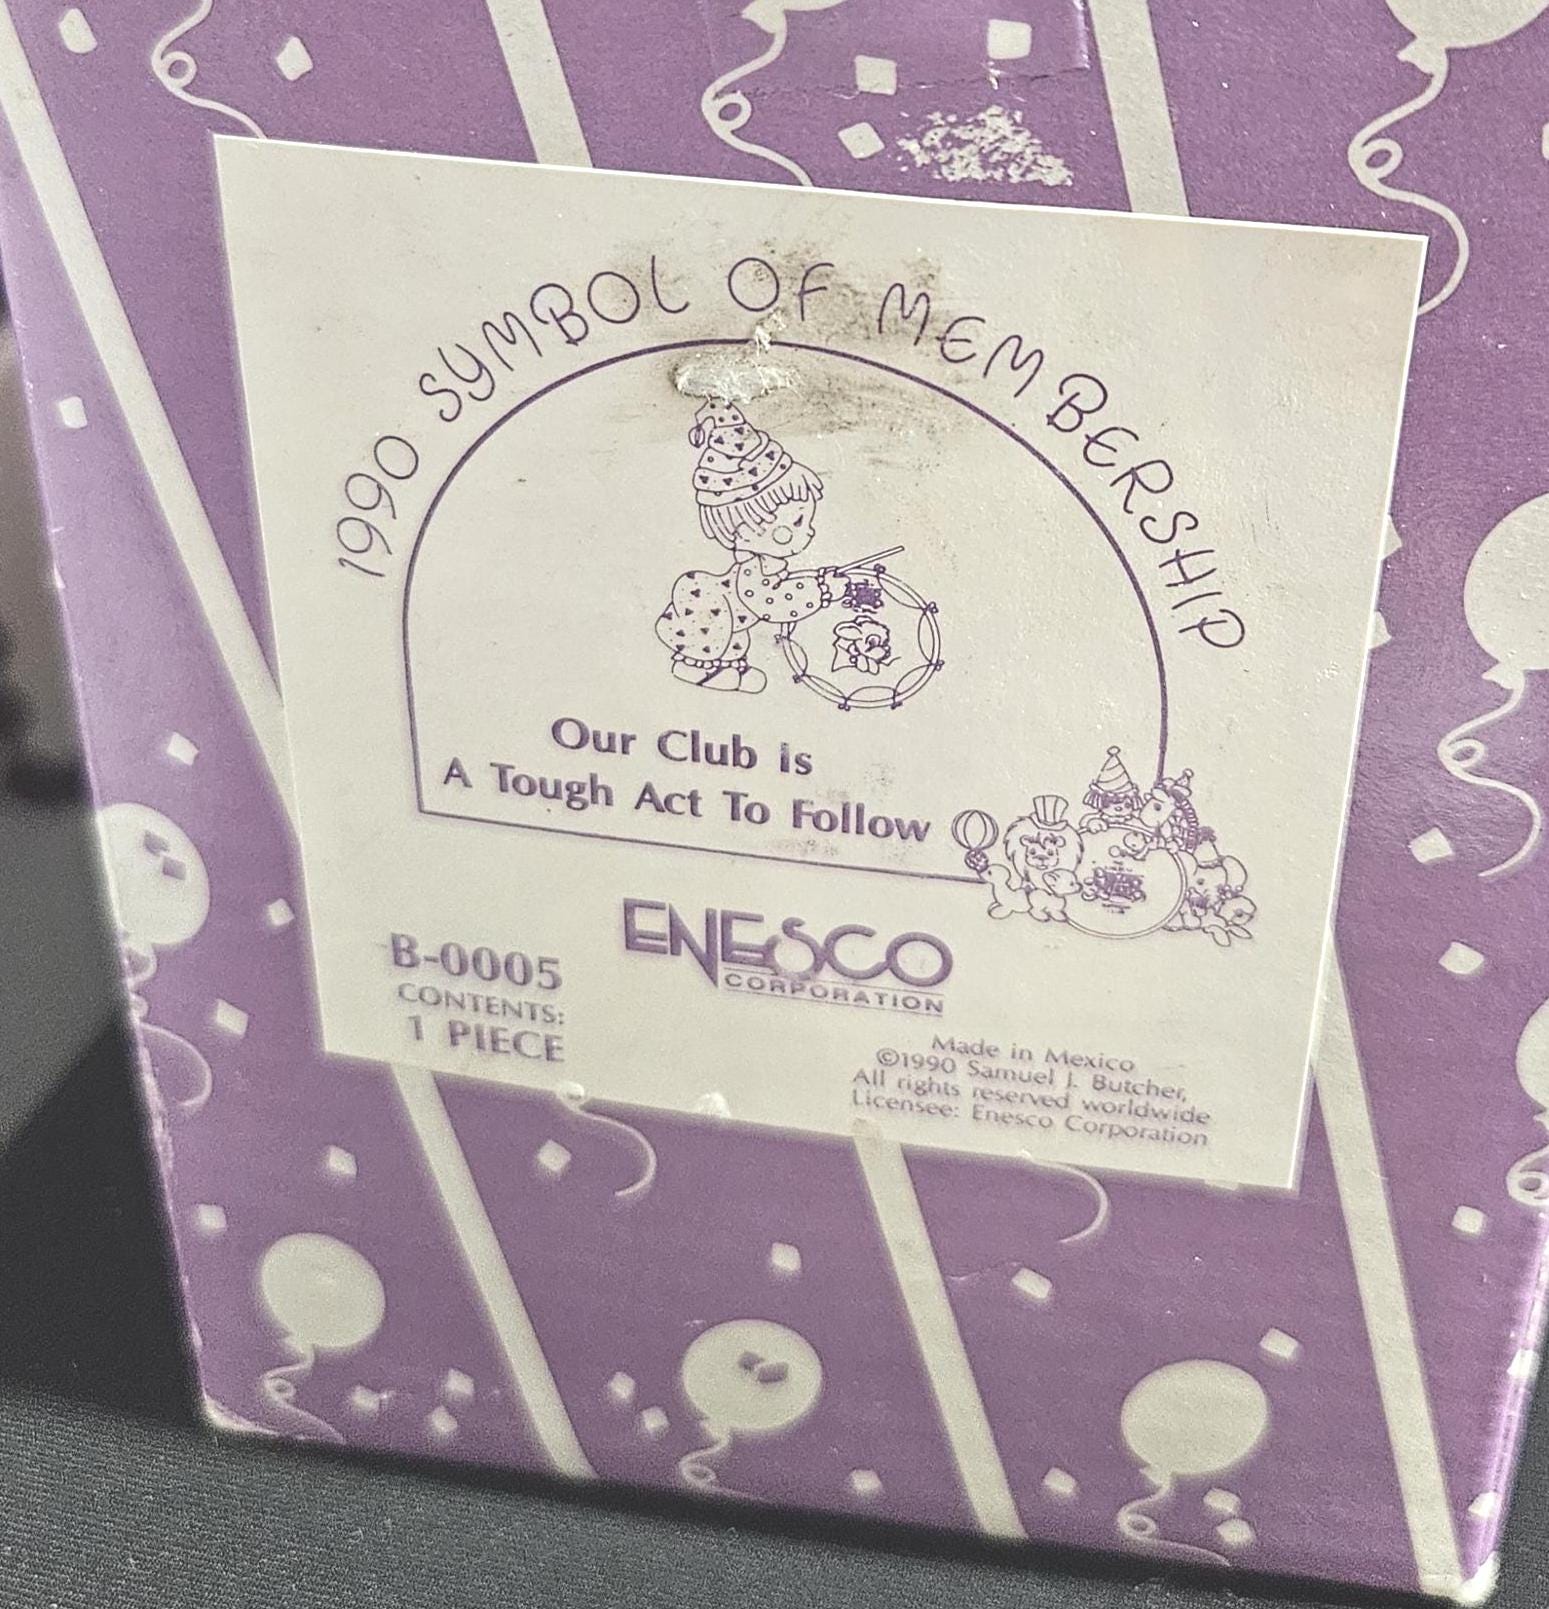 1990 SYMBOL OF MEMBERSHIP
Our Club is
A Tough Act To Follow
ENESCO
CORPORATION
B-0005
CONTENTS:
1 PIECE
Made in Mexico
©1990 Samuel J. Butcher,
All rights reserved worldwide
Licensee: Enesco Corporation